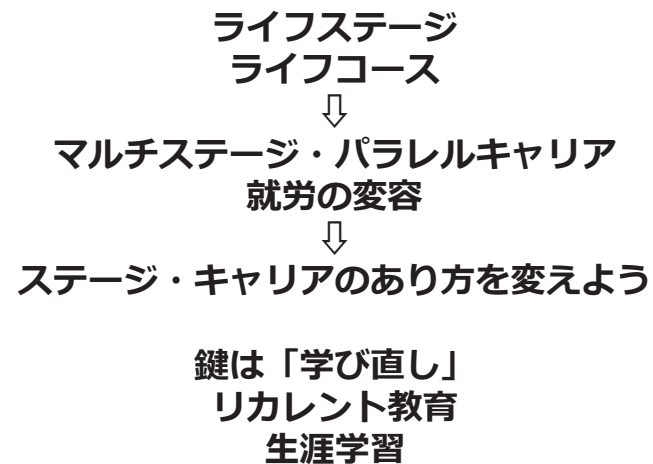 ライフステージ
ライフコース
⇩
マルチステージ・パラレルキャリア
就労の変容
⇩
ステージ・キャリアのあり方を変えよう
鍵は「学び直し」
リカレント教育
生涯学習